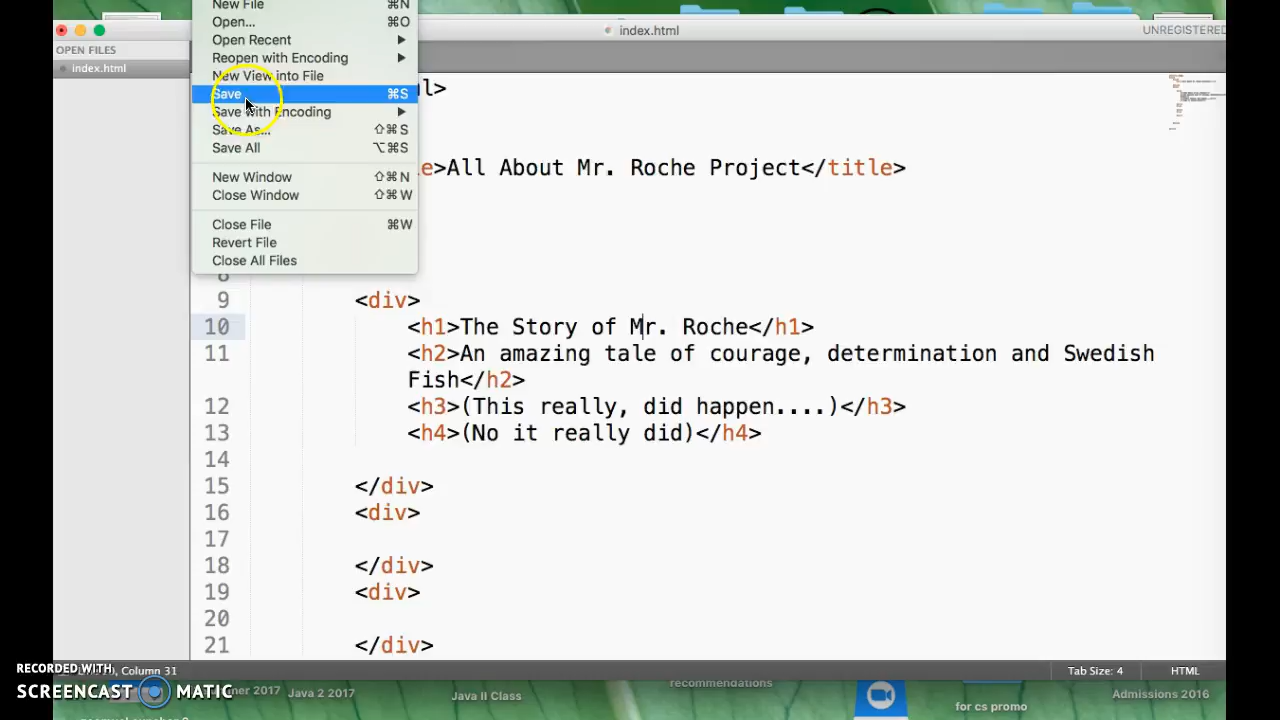 New File ⌘N
Open... ⌘O
Open Recent
Reopen with Encoding
New View into File
Save ⌘S
Save with Encoding
Save As... ⇧⌘S
Save All ⌥⌘S
New Window ⇧⌘N
Close Window ⇧⌘W
Close File ⌘W
Revert File
Close All Files
index.html
UNREGISTERED
OPEN FILES
index.html
l>
e>All About Mr. Roche Project</title>
8
9 <div>
10 <h1>The Story of Mr. Roche</h1>
11 <h2>An amazing tale of courage, determination and Swedish
Fish</h2>
12 <h3>(This really, did happen....)</h3>
13 <h4>(No it really did)</h4>
14
15 </div>
16 <div>
17
18 </div>
19 <div>
20
21 </div>
Column 31
Tab Size: 4
HTML
RECORDED WITH
SCREENCAST MATIC
2017
Java 2 2017
Java II Class
recommendations
for cs promo
Admissions 2016